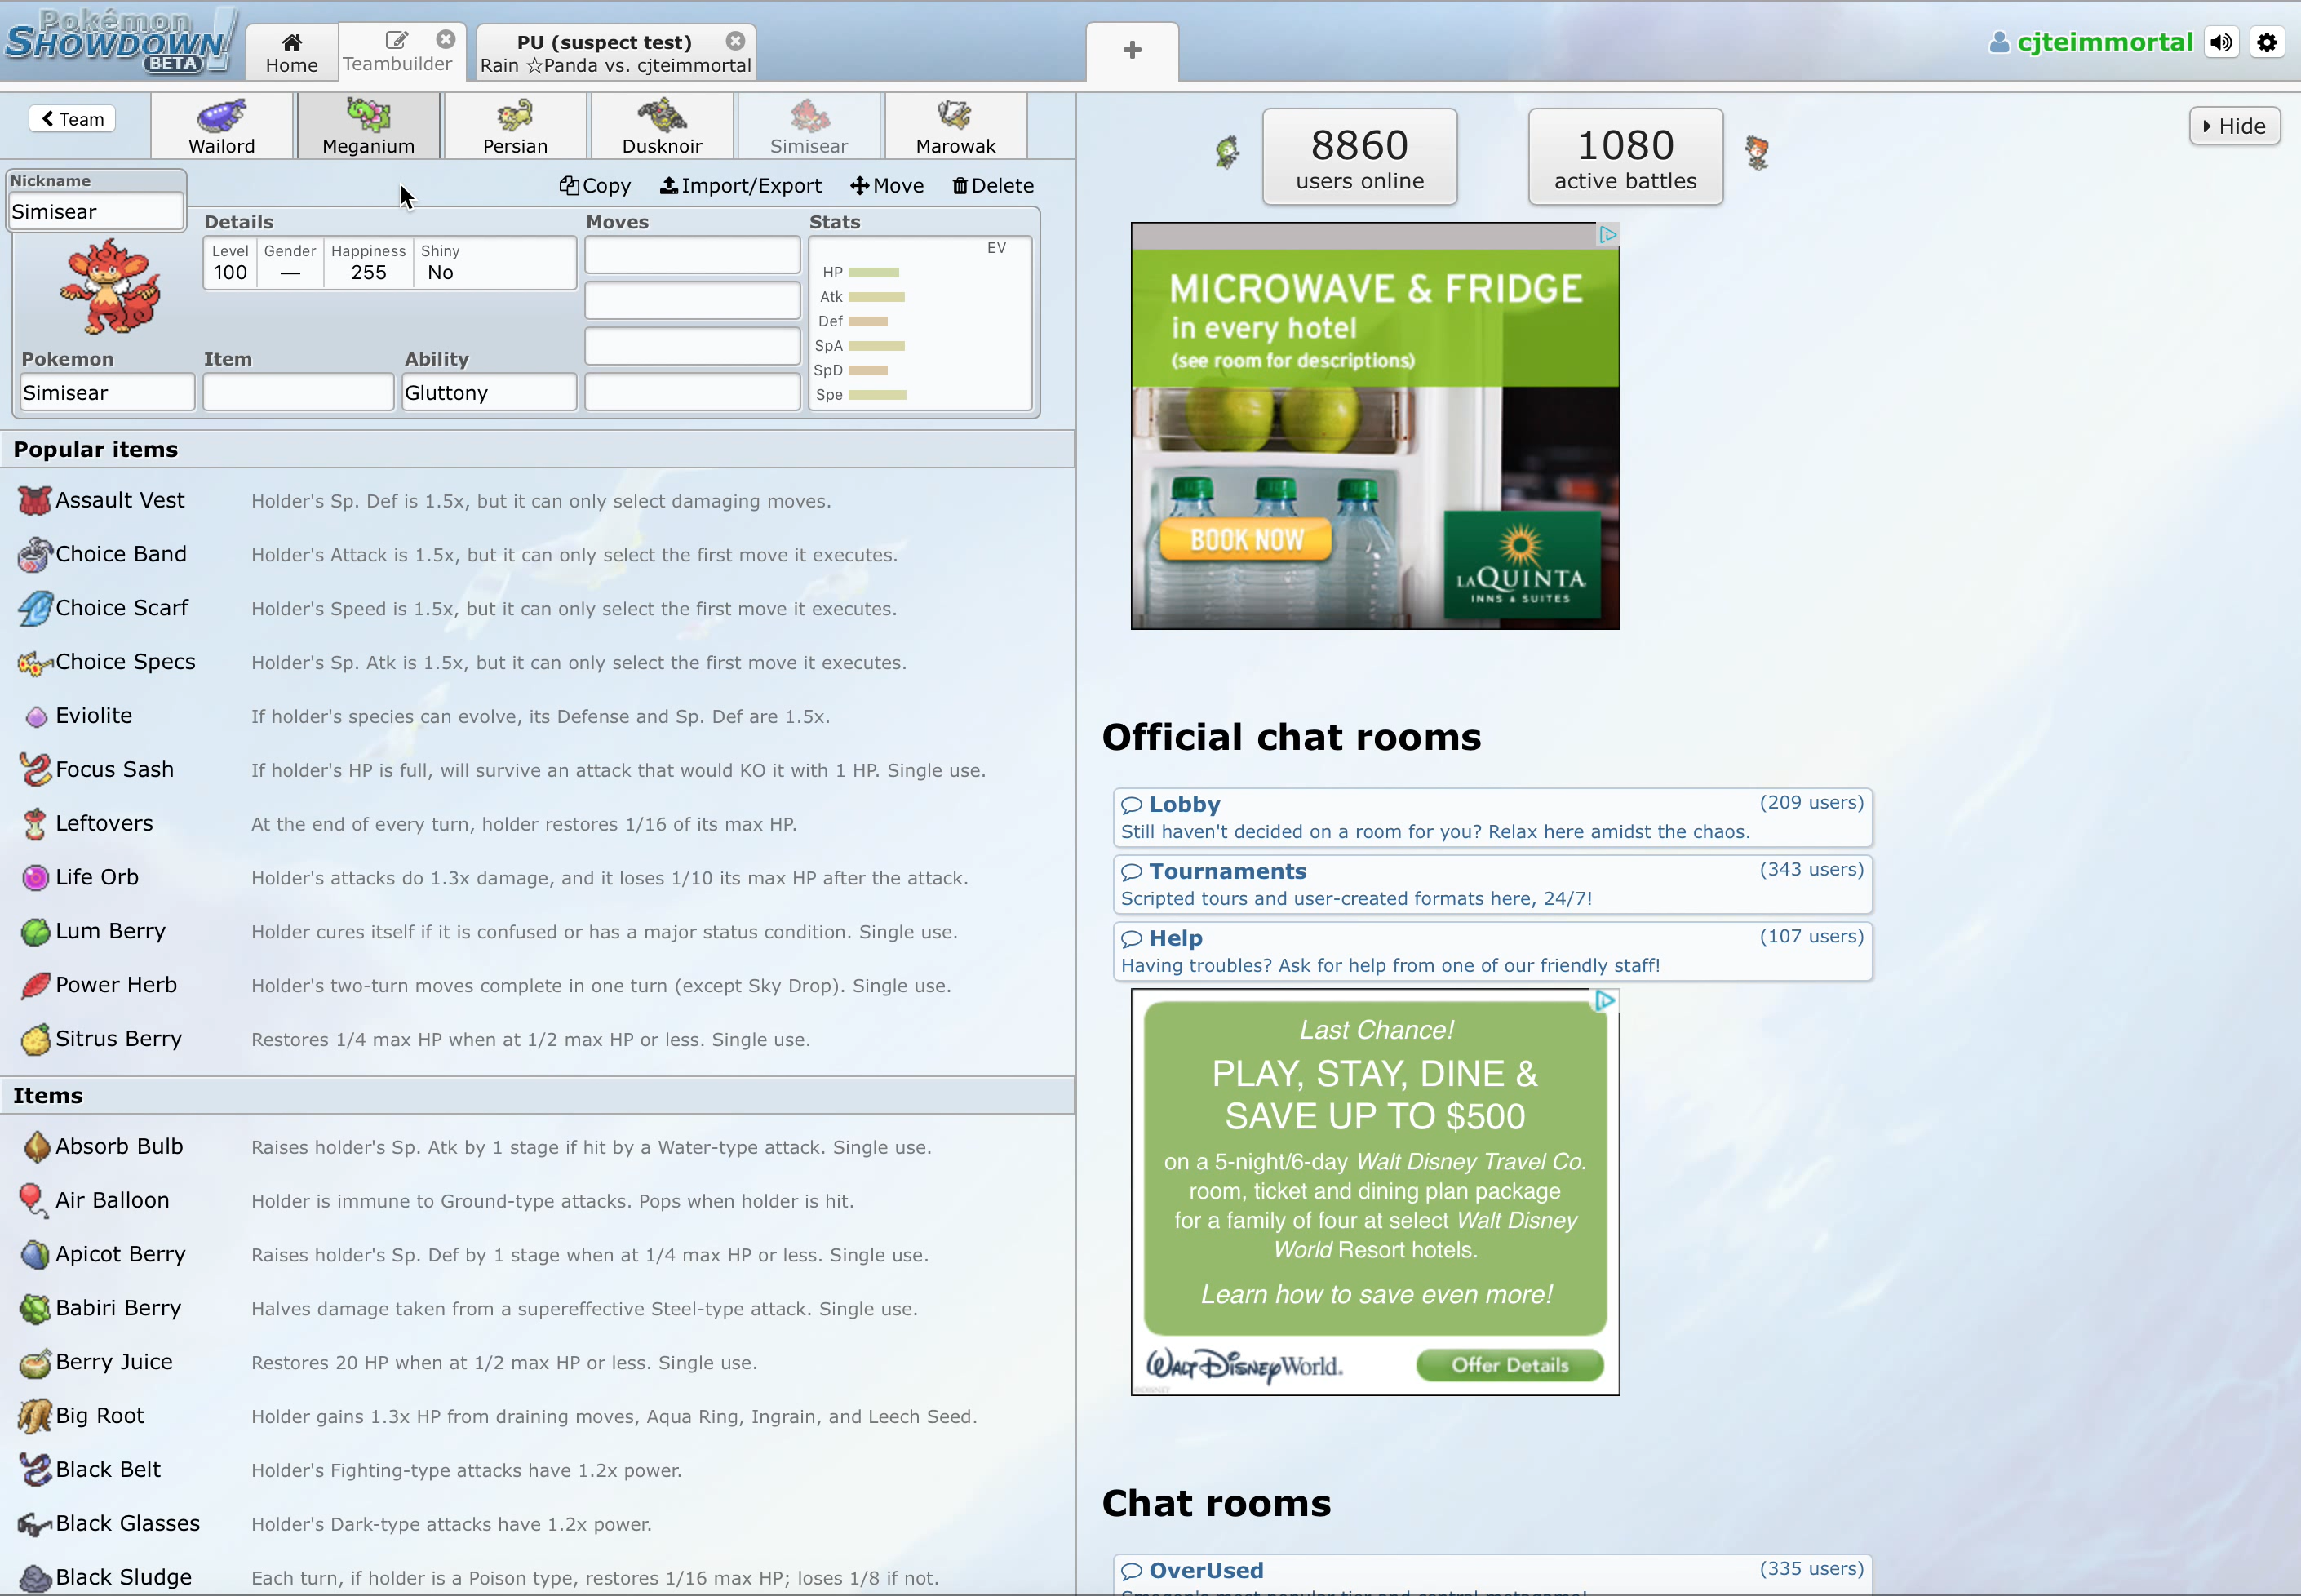 Pokémon
SHOWDOWN!
BETA
Home
Teambuilder
PU (suspect test)
Rain ☆Panda vs. cjteimmortal
+
cjteimmortal
Team
Wailord
Meganium
Persian
Dusknoir
Simisear
Marowak
Nickname
Simisear
Copy
Import/Export
Move
Delete
Details
Level
100
Gender
—
Happiness
255
Shiny
No
Pokemon
Simisear
Item
Ability
Gluttony
Moves
Stats
EV
HP
Atk
Def
SpA
SpD
Spe
Popular items
Assault Vest Holder's Sp. Def is 1.5x, but it can only select damaging moves.
Choice Band Holder's Attack is 1.5x, but it can only select the first move it executes.
Choice Scarf Holder's Speed is 1.5x, but it can only select the first move it executes.
Choice Specs Holder's Sp. Atk is 1.5x, but it can only select the first move it executes.
Eviolite If holder's species can evolve, its Defense and Sp. Def are 1.5x.
Focus Sash If holder's HP is full, will survive an attack that would KO it with 1 HP. Single use.
Leftovers At the end of every turn, holder restores 1/16 of its max HP.
Life Orb Holder's attacks do 1.3x damage, and it loses 1/10 its max HP after the attack.
Lum Berry Holder cures itself if it is confused or has a major status condition. Single use.
Power Herb Holder's two-turn moves complete in one turn (except Sky Drop). Single use.
Sitrus Berry Restores 1/4 max HP when at 1/2 max HP or less. Single use.
Items
Absorb Bulb Raises holder's Sp. Atk by 1 stage if hit by a Water-type attack. Single use.
Air Balloon Holder is immune to Ground-type attacks. Pops when holder is hit.
Apicot Berry Raises holder's Sp. Def by 1 stage when at 1/4 max HP or less. Single use.
Babiri Berry Halves damage taken from a supereffective Steel-type attack. Single use.
Berry Juice Restores 20 HP when at 1/2 max HP or less. Single use.
Big Root Holder gains 1.3x HP from draining moves, Aqua Ring, Ingrain, and Leech Seed.
Black Belt Holder's Fighting-type attacks have 1.2x power.
Black Glasses Holder's Dark-type attacks have 1.2x power.
Black Sludge Each turn, if holder is a Poison type, restores 1/16 max HP; loses 1/8 if not.
8860
users online
1080
active battles
Hide
MICROWAVE & FRIDGE
in every hotel
(see room for descriptions)
BOOK NOW
LAQUINTA
INNS & SUITES
Official chat rooms
Lobby (209 users)
Still haven't decided on a room for you? Relax here amidst the chaos.
Tournaments (343 users)
Scripted tours and user-created formats here, 24/7!
Help (107 users)
Having troubles? Ask for help from one of our friendly staff!
Last Chance!
PLAY, STAY, DINE &
SAVE UP TO $500
on a 5-night/6-day Walt Disney Travel Co.
room, ticket and dining plan package
for a family of four at select Walt Disney
World Resort hotels.
Learn how to save even more!
Walt Disney World.
Offer Details
Chat rooms
OverUsed (335 users)